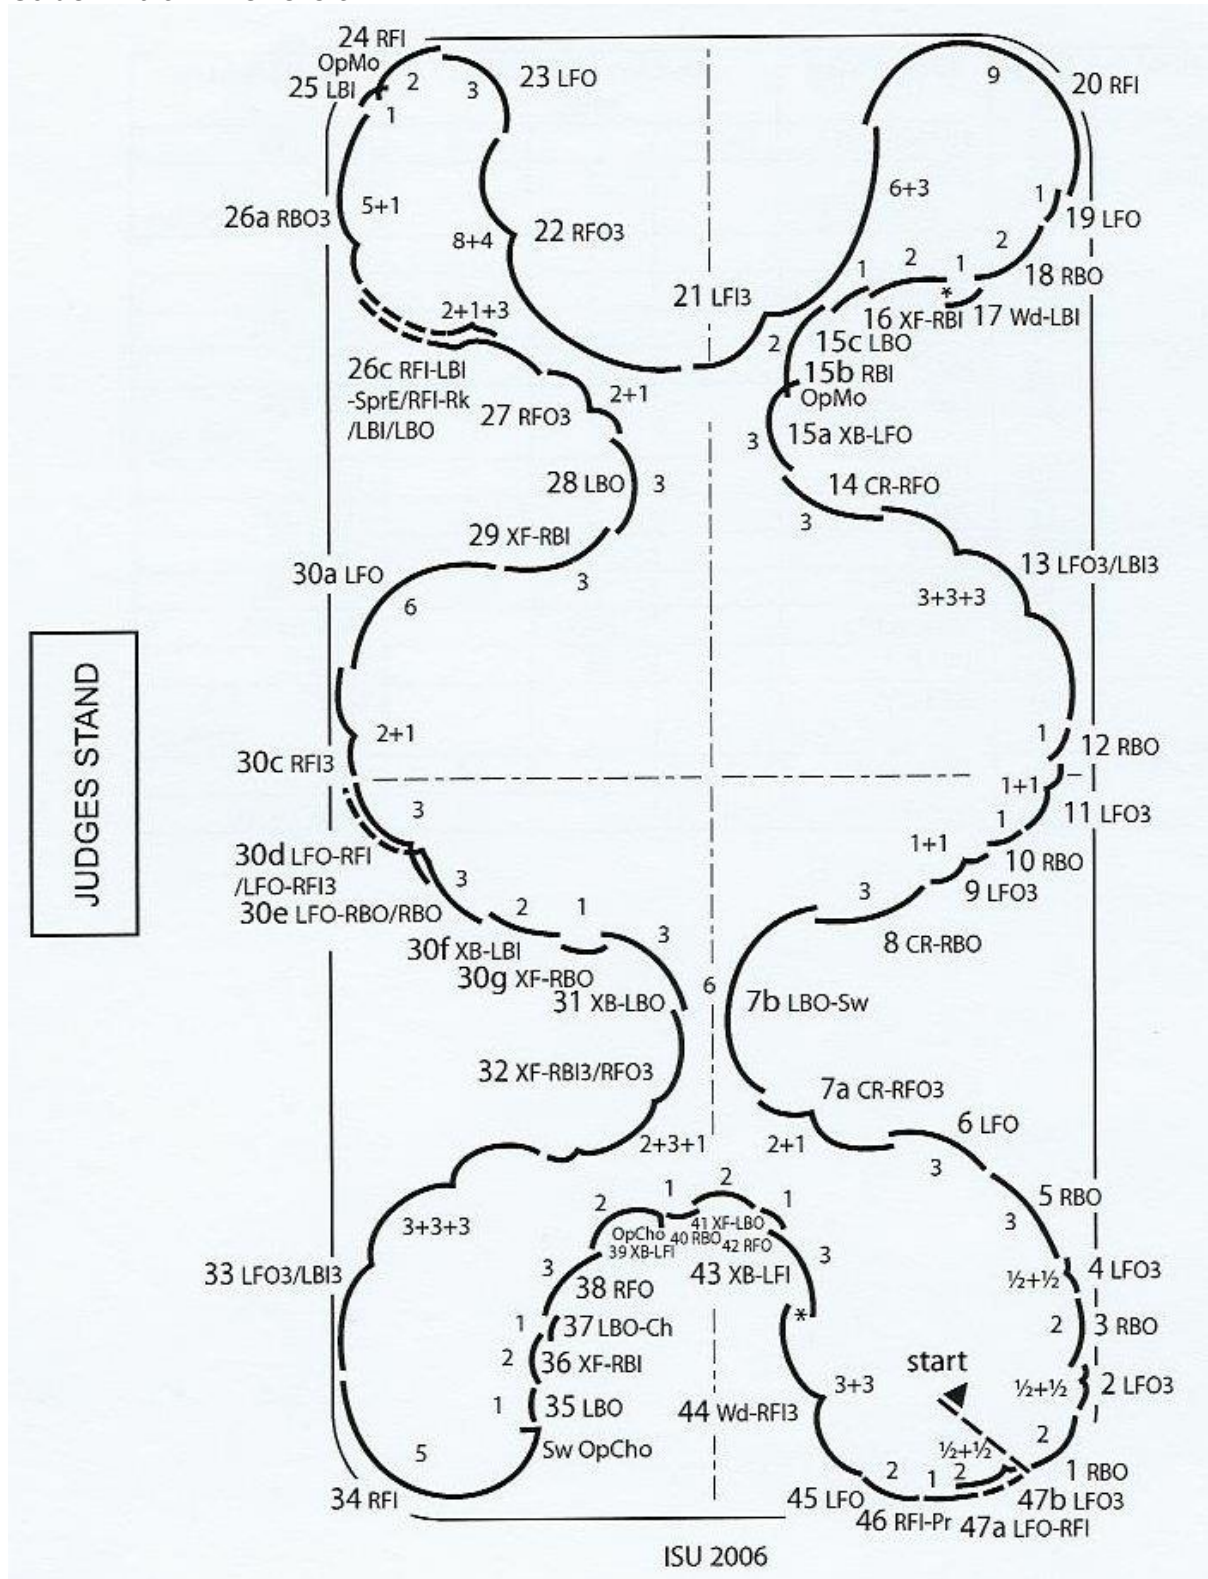 24 RFI
OpMo
25 LBI
2
1
3
23 LFO
9
20 RFI
26a RBO3
5+1
8+4
22 RFO3
6+3
1
19 LFO
2
18 RBO
1
2
1
*
21 LFI3
16 XF-RBI
17 Wd-LBI
2+1+3
2
15c LBO
15b RBI
OpMo
26c RFI-LBI
-SprE/RFI-Rk
/LBI/LBO
2+1
27 RFO3
3
15a XB-LFO
28 LBO
3
14 CR-RFO
3
29 XF-RBI
3
30a LFO
6
13 LFO3/LBI3
3+3+3
JUDGES STAND
2+1
30c RFI3
1
12 RBO
1+1
11 LFO3
3
1
10 RBO
1+1
9 LFO3
30d LFO-RFI
/LFO-RFI3
30e LFO-RBO/RBO
3
3
8 CR-RBO
2
1
3
30f XB-LBI
30g XF-RBO
31 XB-LBO
6
7b LBO-Sw
32 XF-RBI3/RFO3
7a CR-RFO3
2+3+1
2+1
6 LFO
3
5 RBO
3
3+3+3
2
1
2
1
OpCho
39 XB-LFI
40 RBO
41 XF-LBO
42 RFO
33 LFO3/LBI3
3
38 RFO
43 XB-LFI
3
½+½
4 LFO3
1
37 LBO-Ch
*
2
3 RBO
2
36 XF-RBI
start
3+3
½+½
2 LFO3
1
35 LBO
44 Wd-RFI3
Sw OpCho
2
5
½+½
34 RFI
2
1
2
1 RBO
45 LFO
47b LFO3
46 RFI-Pr
47a LFO-RFI
ISU 2006